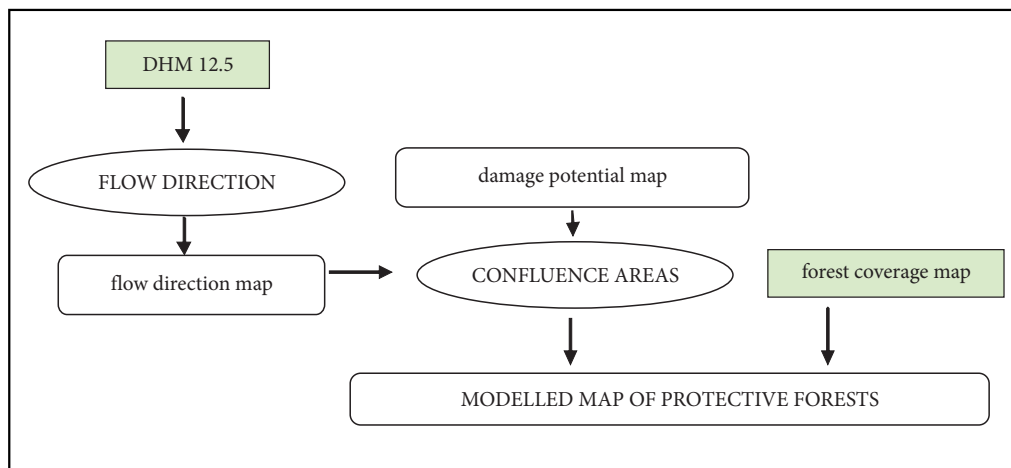 DHM 12.5
FLOW DIRECTION
damage potential map
flow direction map
CONFLUENCE AREAS
forest coverage map
MODELLED MAP OF PROTECTIVE FORESTS